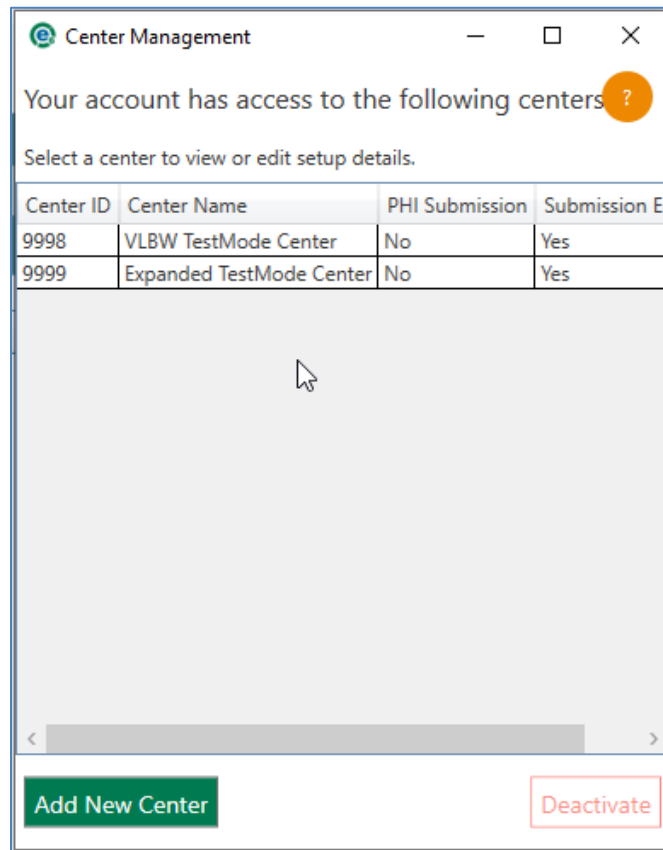 Center Management
Your account has access to the following centers
?
Select a center to view or edit setup details.
Center ID Center Name PHI Submission Submission E
9998 VLBW TestMode Center No Yes
9999 Expanded TestMode Center No Yes
Add New Center Deactivate